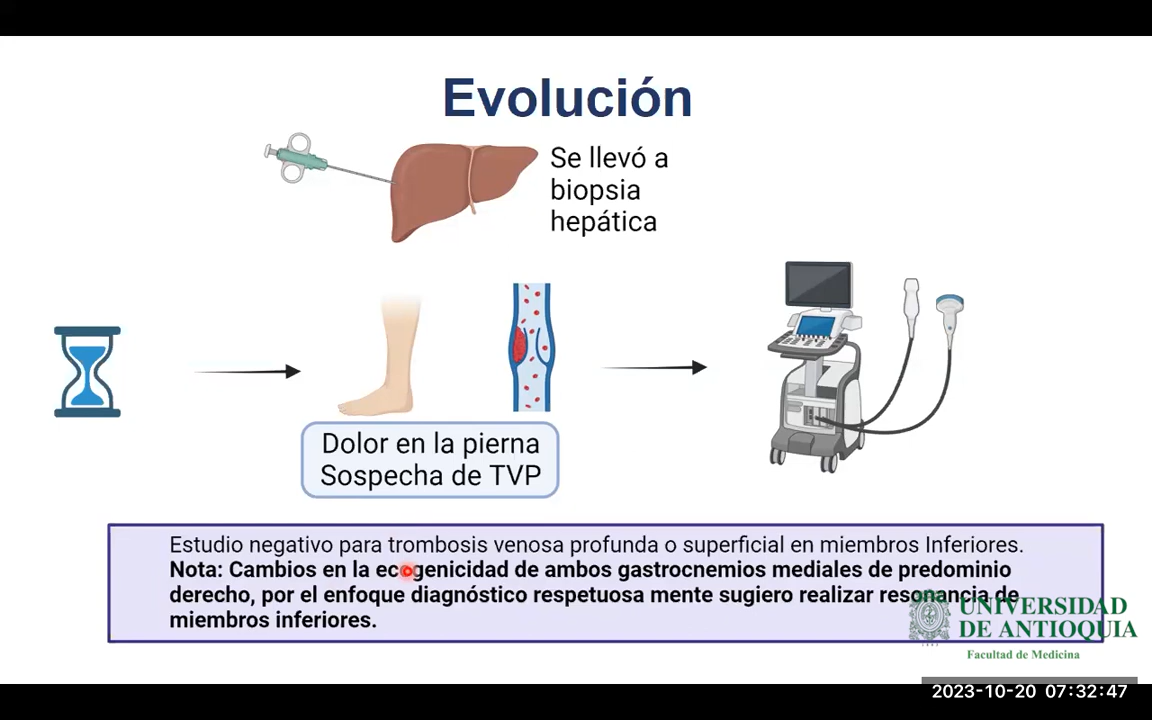 Evolución
Se llevó a
biopsia
hepática
Dolor en la pierna
Sospecha de TVP
Estudio negativo para trombosis venosa profunda o superficial en miembros Inferiores.
Nota: Cambios en la ecogenicidad de ambos gastrocnemios mediales de predominio
derecho, por el enfoque diagnóstico respetuosa mente sugiero realizar resonancia de
miembros inferiores.
UNIVERSIDAD
DE ANTIOQUIA
Facultad de Medicina
2023-10-20 07:32:47